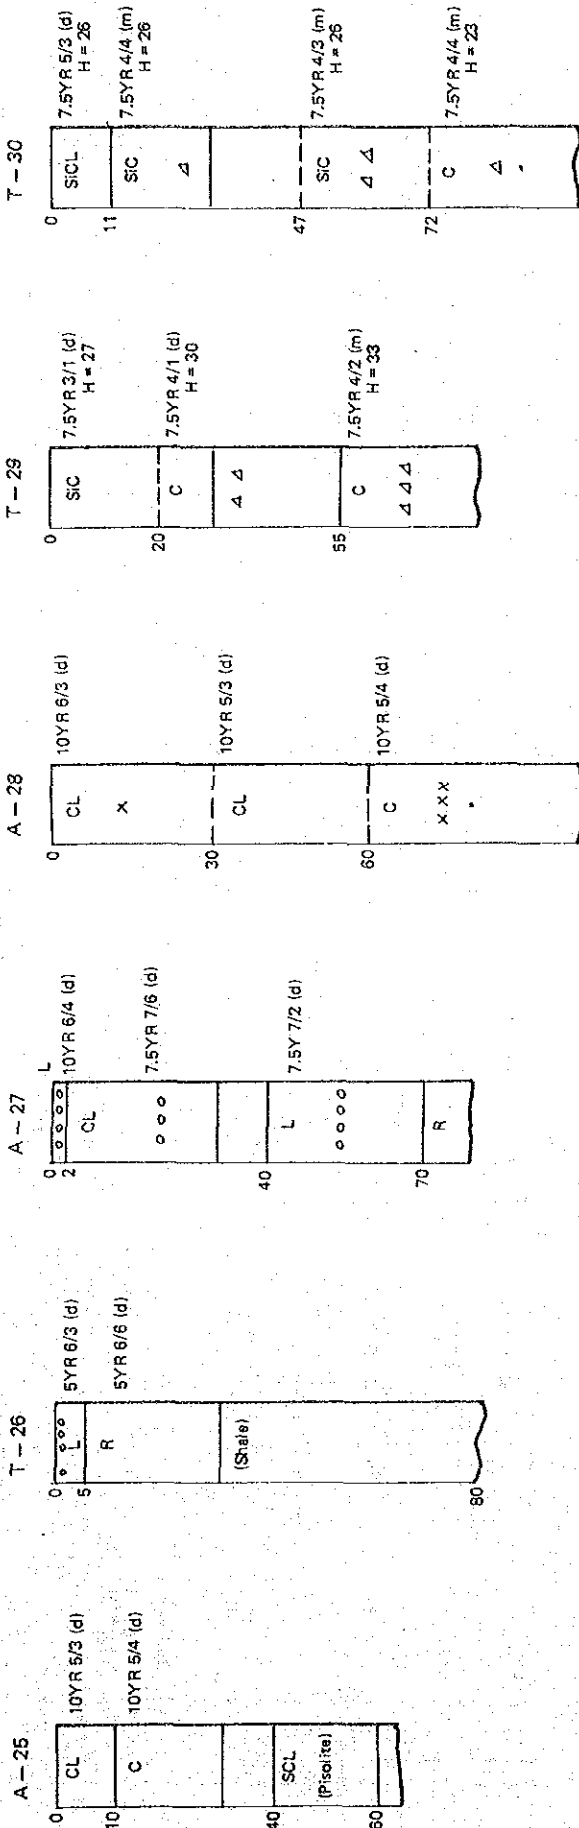 A - 25
0
CL
10YR 5/3 (d)
10
C
10YR 5/4 (d)
40
SCL
(Pisolite)
60
T - 26
0
L
5YR 6/3 (d)
5
R
5YR 6/6 (d)
(Shale)
80
A - 27
0
L
2
10YR 6/4 (d)
CL
7.5YR 7/6 (d)
40
L
7.5Y 7/2 (d)
70
R
A - 28
0
CL
10YR 6/3 (d)
x
30
CL
10YR 5/3 (d)
60
C
10YR 5/4 (d)
x x x
T - 29
0
SiC
7.5YR 3/1 (d)
H = 27
20
C
7.5YR 4/1 (d)
H = 30
55
C
7.5YR 4/2 (m)
H = 33
T - 30
0
SiCL
7.5YR 5/3 (d)
H = 26
11
SiC
7.5YR 4/4 (m)
H = 26
47
SiC
7.5YR 4/3 (m)
H = 26
72
C
7.5YR 4/4 (m)
H = 23